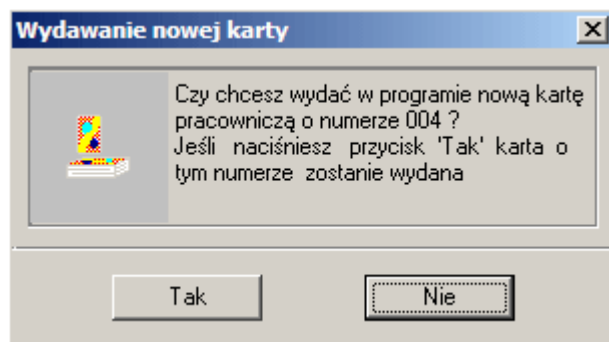 Wydawanie nowej karty
Czy chcesz wydać w programie nową kartę
pracowniczą o numerze 004 ?
Jeśli naciśniesz przycisk 'Tak' karta o
tym numerze zostanie wydana
Tak
Nie